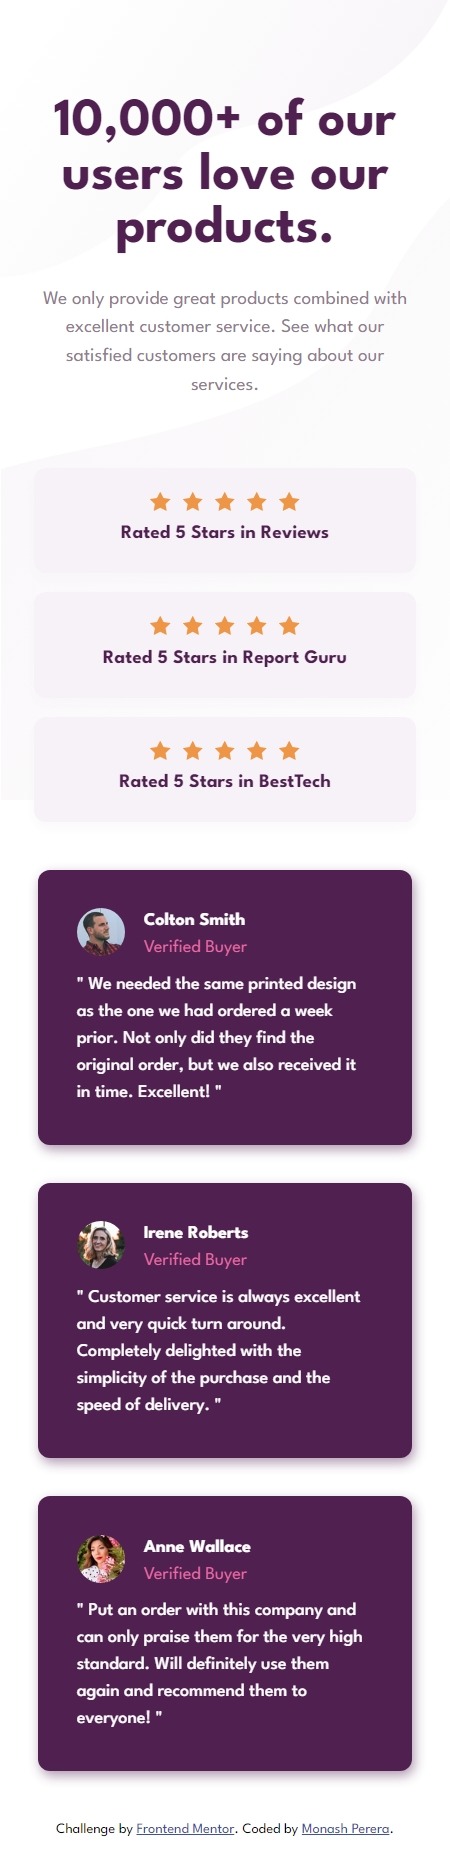 10,000+ of our
users love our
products.
We only provide great products combined with
excellent customer service. See what our
satisfied customers are saying about our
services.
Rated 5 Stars in Reviews
Rated 5 Stars in Report Guru
Rated 5 Stars in BestTech
Colton Smith
Verified Buyer
" We needed the same printed design
as the one we had ordered a week
prior. Not only did they find the
original order, but we also received it
in time. Excellent! "
Irene Roberts
Verified Buyer
" Customer service is always excellent
and very quick turn around.
Completely delighted with the
simplicity of the purchase and the
speed of delivery. "
Anne Wallace
Verified Buyer
" Put an order with this company and
can only praise them for the very high
standard. Will definitely use them
again and recommend them to
everyone! "
Challenge by Frontend Mentor. Coded by Monash Perera.